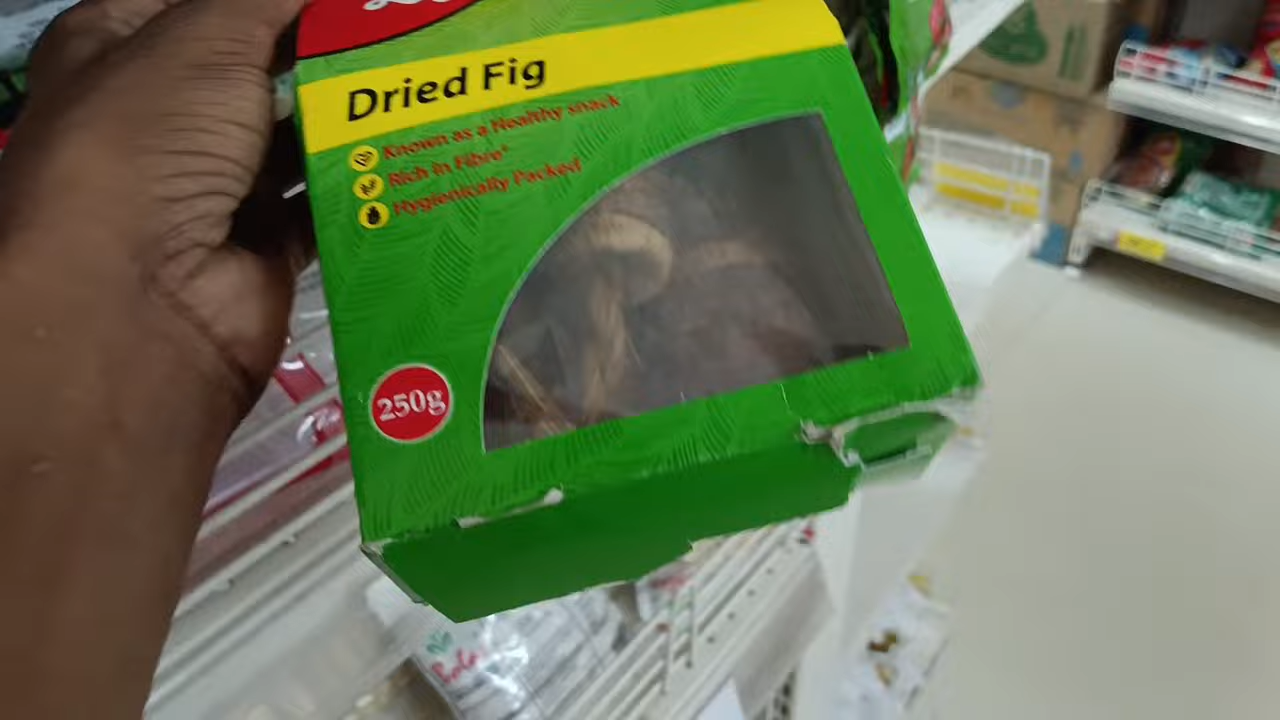 Dried Fig
Known as a Healthy snack
Rich in Fibre*
Hygienically Packed
250g